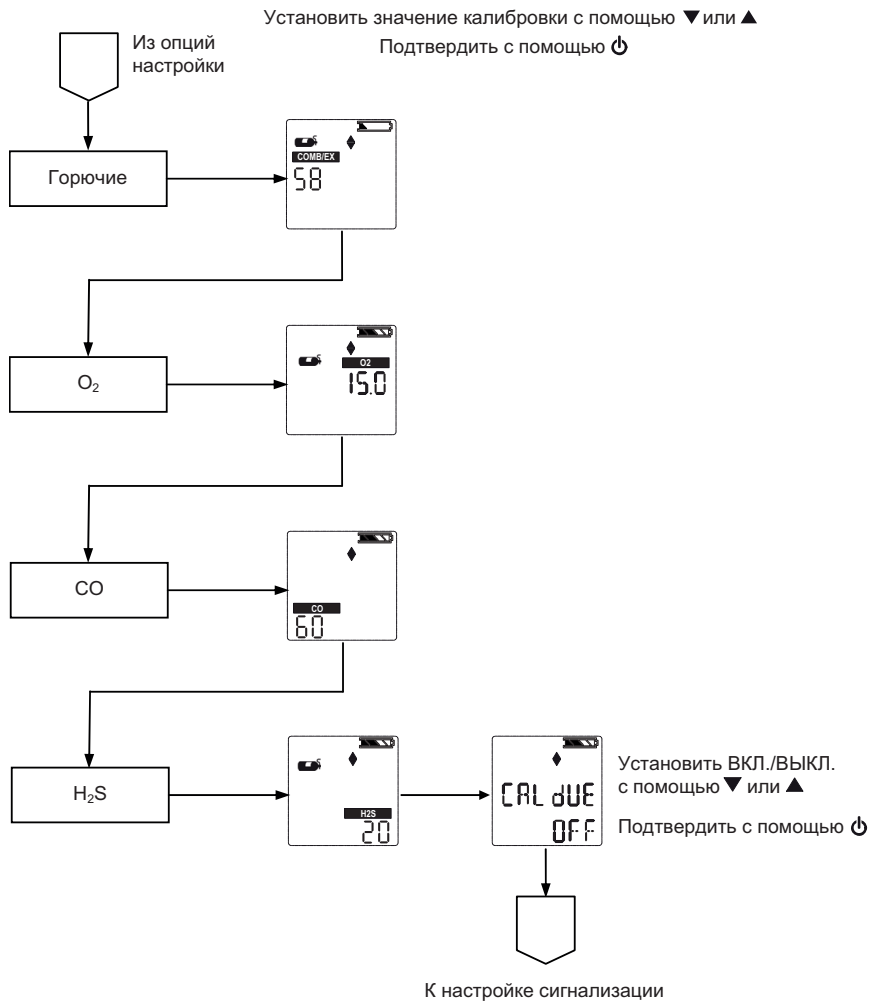 Установить значение калибровки с помощью ▼или ▲
Подтвердить с помощью ⏻
Из опций
настройки
Горючие
COMB/EX
58
O₂
O2
15.0
CO
CO
60
H₂S
H2S
20
CAL dUE
OFF
Установить ВКЛ./ВЫКЛ.
с помощью ▼ или ▲
Подтвердить с помощью ⏻
К настройке сигнализации